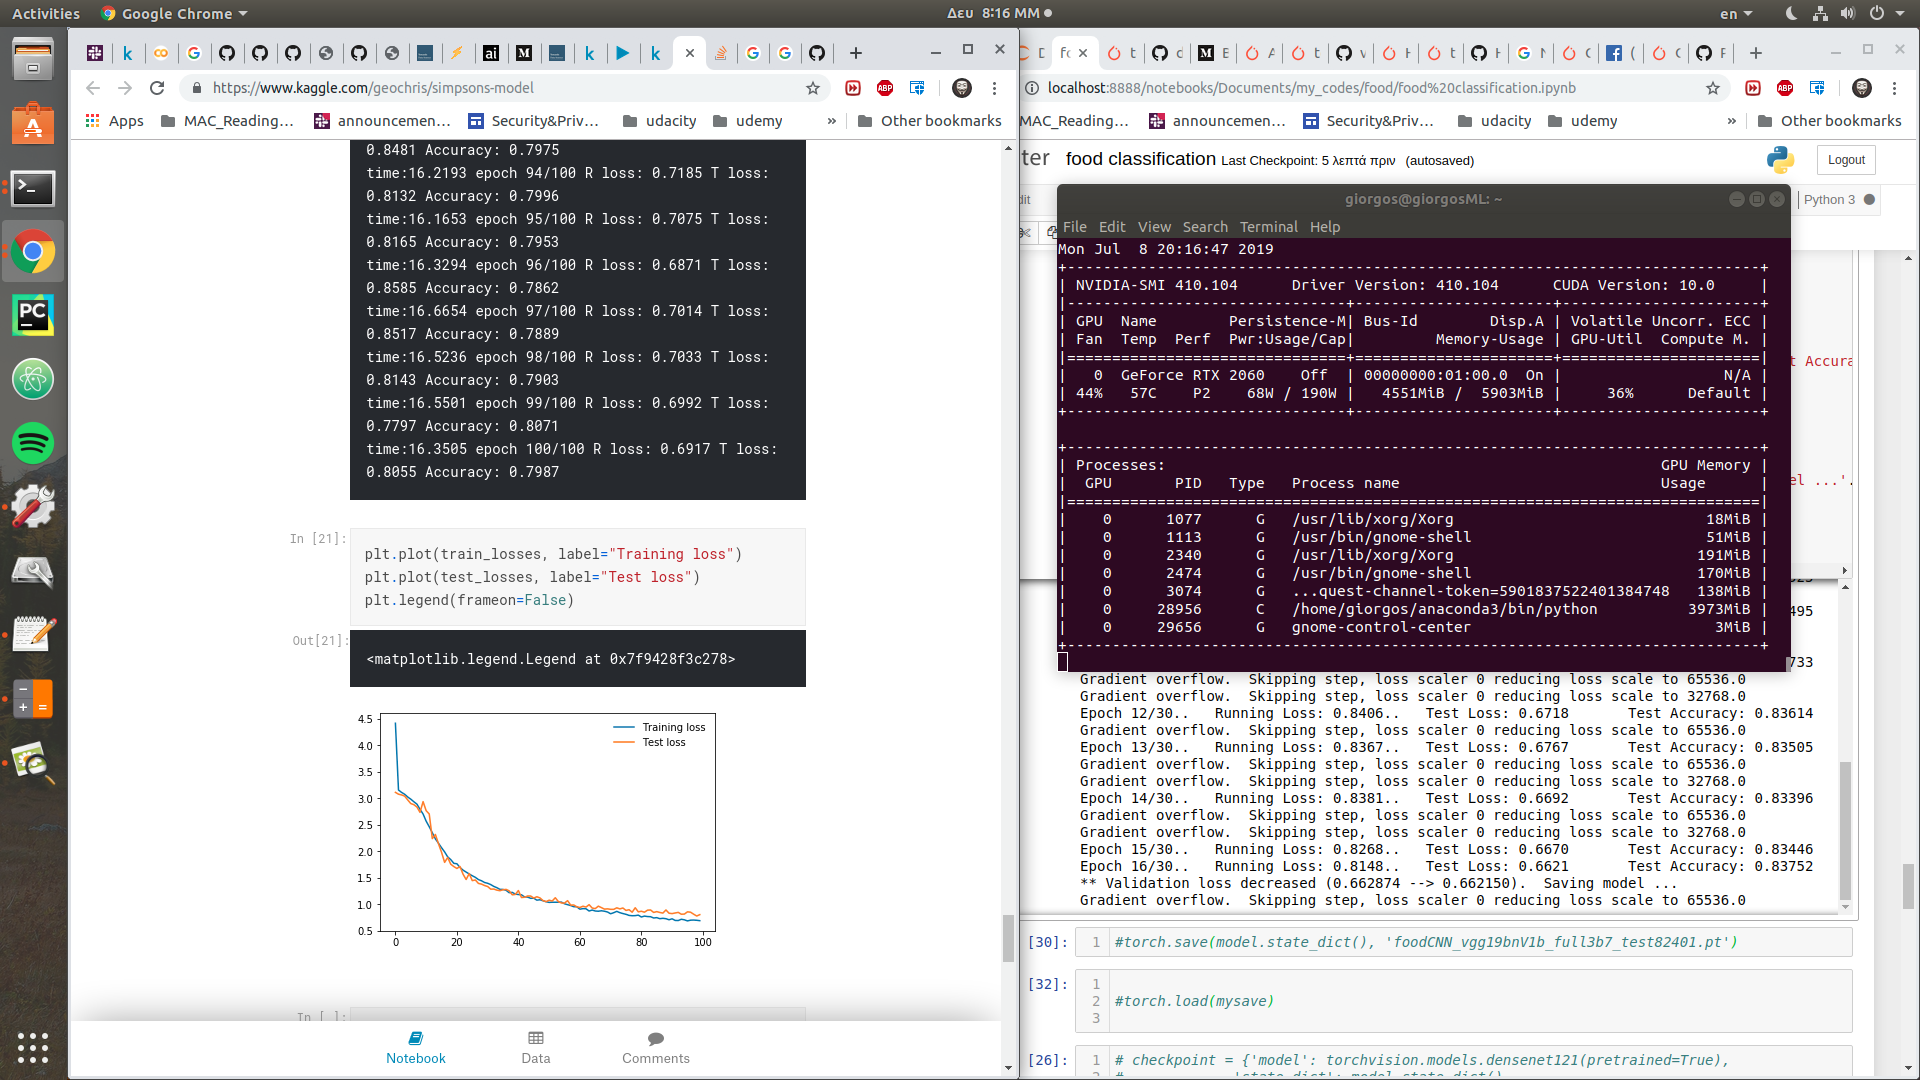 Activities
Google Chrome
Δευ 8:16 MM
en
https://www.kaggle.com/geochris/simpsons-model
Apps
MAC_Reading...
announcemen...
Security&Priv...
udacity
udemy
»
Other bookmarks
0.8481 Accuracy: 0.7975
time:16.2193 epoch 94/100 R loss: 0.7185 T loss:
0.8132 Accuracy: 0.7996
time:16.1653 epoch 95/100 R loss: 0.7075 T loss:
0.8165 Accuracy: 0.7953
time:16.3294 epoch 96/100 R loss: 0.6871 T loss:
0.8585 Accuracy: 0.7862
time:16.6654 epoch 97/100 R loss: 0.7014 T loss:
0.8517 Accuracy: 0.7889
time:16.5236 epoch 98/100 R loss: 0.7033 T loss:
0.8143 Accuracy: 0.7903
time:16.5501 epoch 99/100 R loss: 0.6992 T loss:
0.7797 Accuracy: 0.8071
time:16.3505 epoch 100/100 R loss: 0.6917 T loss:
0.8055 Accuracy: 0.7987
In [21]:
plt.plot(train_losses, label="Training loss")
plt.plot(test_losses, label="Test loss")
plt.legend(frameon=False)
Out[21]:
<matplotlib.legend.Legend at 0x7f9428f3c278>
Training loss
Test loss
4.5
4.0
3.5
3.0
2.5
2.0
1.5
1.0
0.5
0 20 40 60 80 100
In [ ]:
Notebook
Data
Comments
localhost:8888/notebooks/Documents/my_codes/food/food%20classification.ipynb
MAC_Reading...
announcemen...
Security&Priv...
udacity
udemy
»
Other bookmarks
ter food classification Last Checkpoint: 5 λεπτά πριν (autosaved)
Logout
dit
Python 3
giorgos@giorgosML: ~
File Edit View Search Terminal Help
Mon Jul 8 20:16:47 2019
NVIDIA-SMI 410.104 Driver Version: 410.104 CUDA Version: 10.0
GPU Name Persistence-M| Bus-Id Disp.A | Volatile Uncorr. ECC |
Fan Temp Perf Pwr:Usage/Cap| Memory-Usage | GPU-Util Compute M. |
0 GeForce RTX 2060 Off | 00000000:01:00.0 On | N/A |
44% 57C P2 68W / 190W | 4551MiB / 5903MiB | 36% Default |
Processes: GPU Memory |
GPU PID Type Process name Usage |
0 1077 G /usr/lib/xorg/Xorg 18MiB |
0 1113 G /usr/bin/gnome-shell 51MiB |
0 2340 G /usr/lib/xorg/Xorg 191MiB |
0 2474 G /usr/bin/gnome-shell 170MiB |
0 3074 G ...quest-channel-token=5901837522401384748 138MiB |
0 28956 C /home/giorgos/anaconda3/bin/python 3973MiB |
0 29656 G gnome-control-center 3MiB |
t Accura
el ...'.
495
733
Gradient overflow. Skipping step, loss scaler 0 reducing loss scale to 65536.0
Gradient overflow. Skipping step, loss scaler 0 reducing loss scale to 32768.0
Epoch 12/30.. Running Loss: 0.8406.. Test Loss: 0.6718 Test Accuracy: 0.83614
Gradient overflow. Skipping step, loss scaler 0 reducing loss scale to 65536.0
Epoch 13/30.. Running Loss: 0.8367.. Test Loss: 0.6767 Test Accuracy: 0.83505
Gradient overflow. Skipping step, loss scaler 0 reducing loss scale to 65536.0
Gradient overflow. Skipping step, loss scaler 0 reducing loss scale to 32768.0
Epoch 14/30.. Running Loss: 0.8381.. Test Loss: 0.6692 Test Accuracy: 0.83396
Gradient overflow. Skipping step, loss scaler 0 reducing loss scale to 65536.0
Gradient overflow. Skipping step, loss scaler 0 reducing loss scale to 32768.0
Epoch 15/30.. Running Loss: 0.8268.. Test Loss: 0.6670 Test Accuracy: 0.83446
Epoch 16/30.. Running Loss: 0.8148.. Test Loss: 0.6621 Test Accuracy: 0.83752
** Validation loss decreased (0.662874 --> 0.662150). Saving model ...
Gradient overflow. Skipping step, loss scaler 0 reducing loss scale to 65536.0
[30]:
1 #torch.save(model.state_dict(), 'foodCNN_vgg19bnV1b_full3b7_test82401.pt')
[32]:
1
2 #torch.load(mysave)
3
[26]:
1 # checkpoint = {'model': torchvision.models.densenet121(pretrained=True),